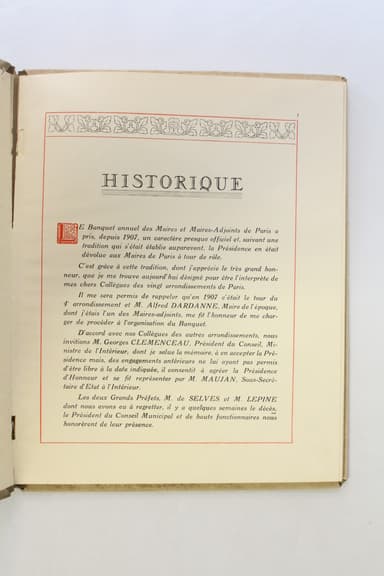 HISTORIQUE
LE Banquet annuel des Maires et Maires-Adjoints de Paris a
pris, depuis 1907, un caractère presque officiel et, suivant une
tradition qui s'était établie auparavent, la Présidence en était
dévolue aux Maires de Paris à tour de rôle.
C'est grâce à cette tradition, dont j'apprécie le très grand hon-
neur, que je me trouve aujourd'hui désigné pour être l'interprète de
mes chers Collègues des vingt arrondissements de Paris.
Il me sera permis de rappeler qu'en 1907 c'était le tour du
4e arrondissement et M. Alfred DARDANNE, Maire de l'époque,
dont j'étais l'un des Maires-adjoints, me fit l'honneur de me char-
ger de procéder à l'organisation du Banquet.
D'accord avec nos Collègues des autres arrondissements, nous
invitions M. Georges CLEMENCEAU, Président du Conseil, Mi-
nistre de l'Intérieur, dont je salue la mémoire, à en accepter la Pré-
sidence mais, des engagements antérieures ne lui ayant pas permis
d'être libre à la date indiquée, il consentit à agréer la Présidence
d'Honneur et se fit représenter par M. MAUJAN, Sous-Secré-
taire d'Etat à l'Intérieur.
Les deux Grands Préfets, M. de SELVES et M. LEPINE
dont nous avons eu à regretter, il y a quelques semaines le décès,
le Président du Conseil Municipal et de hauts fonctionnaires nous
honorèrent de leur présence.